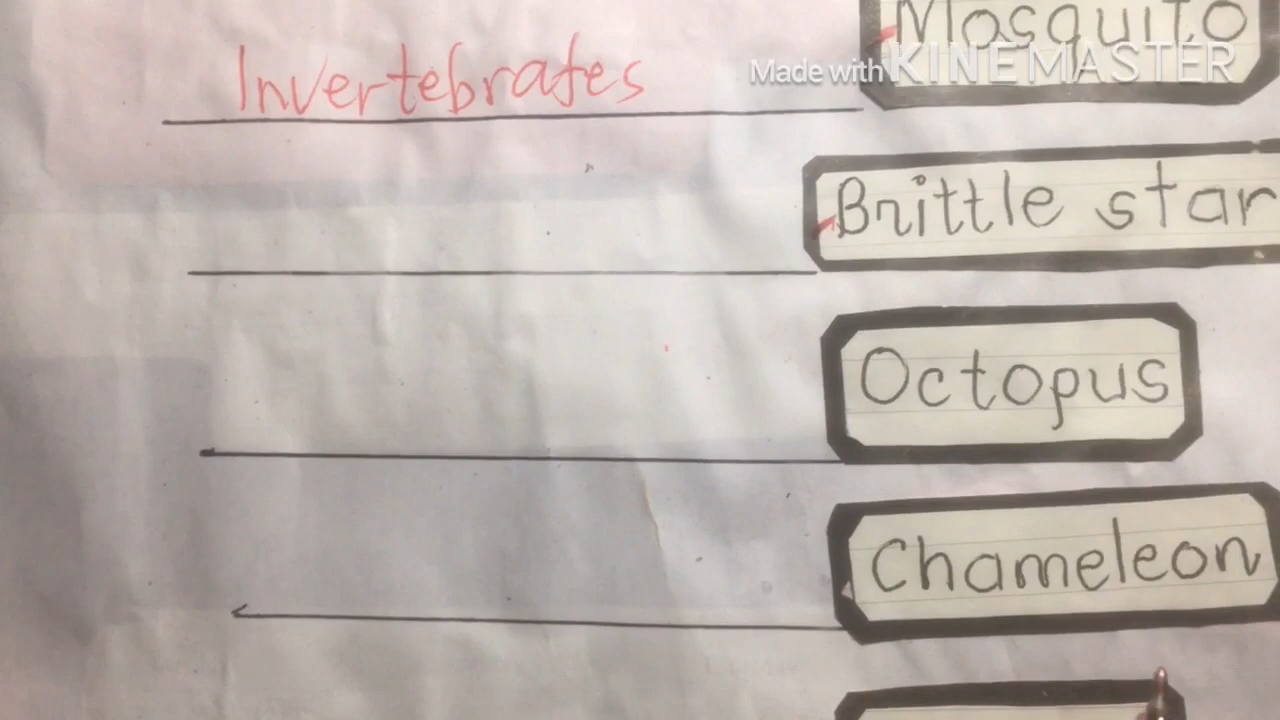 Mosquito
Invertebrates
Made with KINEMASTER
Brittle star
Octopus
Chameleon